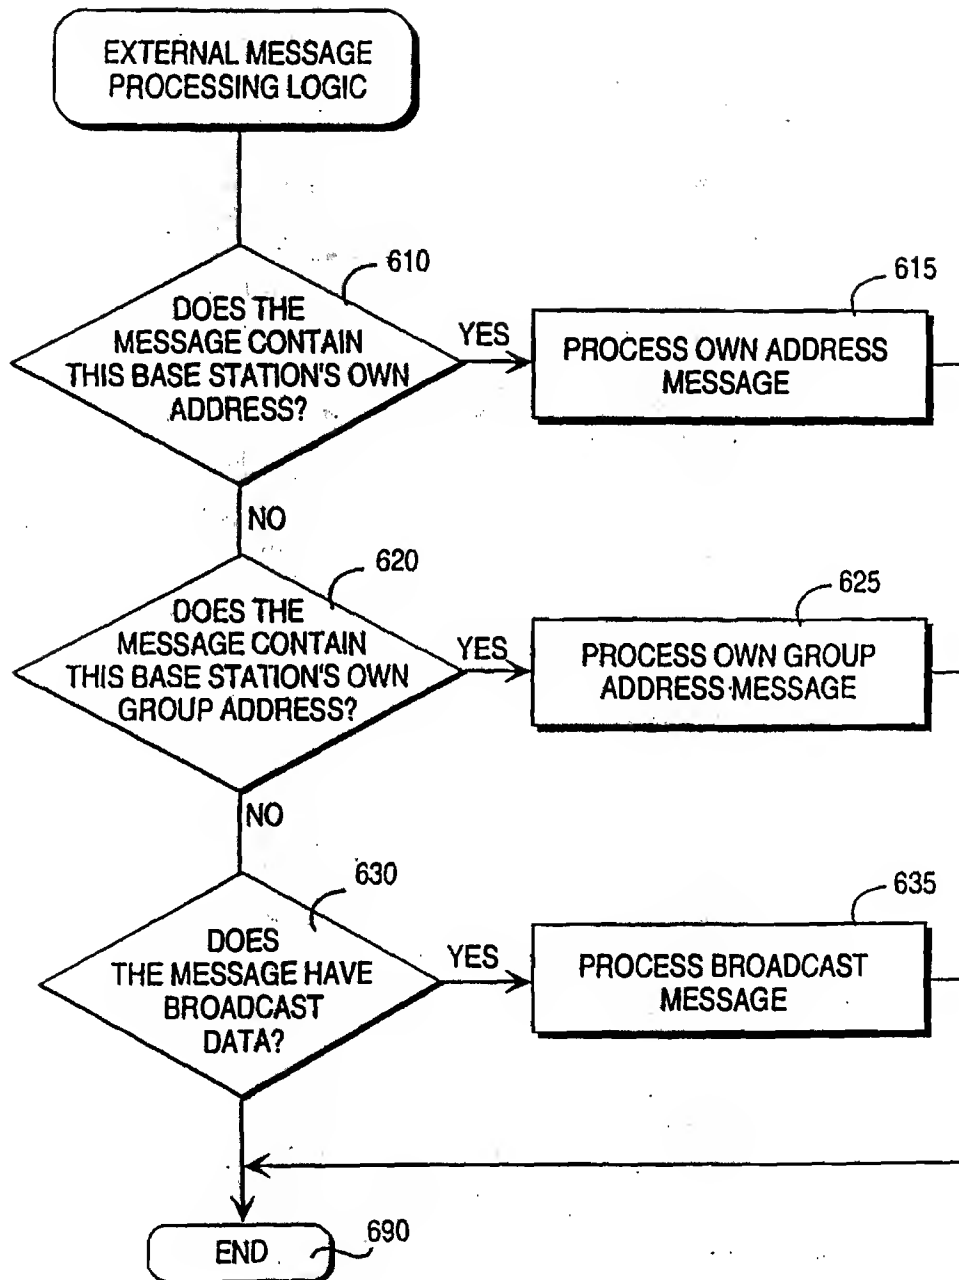 EXTERNAL MESSAGE
PROCESSING LOGIC
610
DOES THE
MESSAGE CONTAIN
THIS BASE STATION'S OWN
ADDRESS?
YES
615
PROCESS OWN ADDRESS
MESSAGE
NO
620
DOES THE
MESSAGE CONTAIN
THIS BASE STATION'S OWN
GROUP ADDRESS?
YES
625
PROCESS OWN GROUP
ADDRESS MESSAGE
NO
630
DOES
THE MESSAGE HAVE
BROADCAST
DATA?
YES
635
PROCESS BROADCAST
MESSAGE
END
690